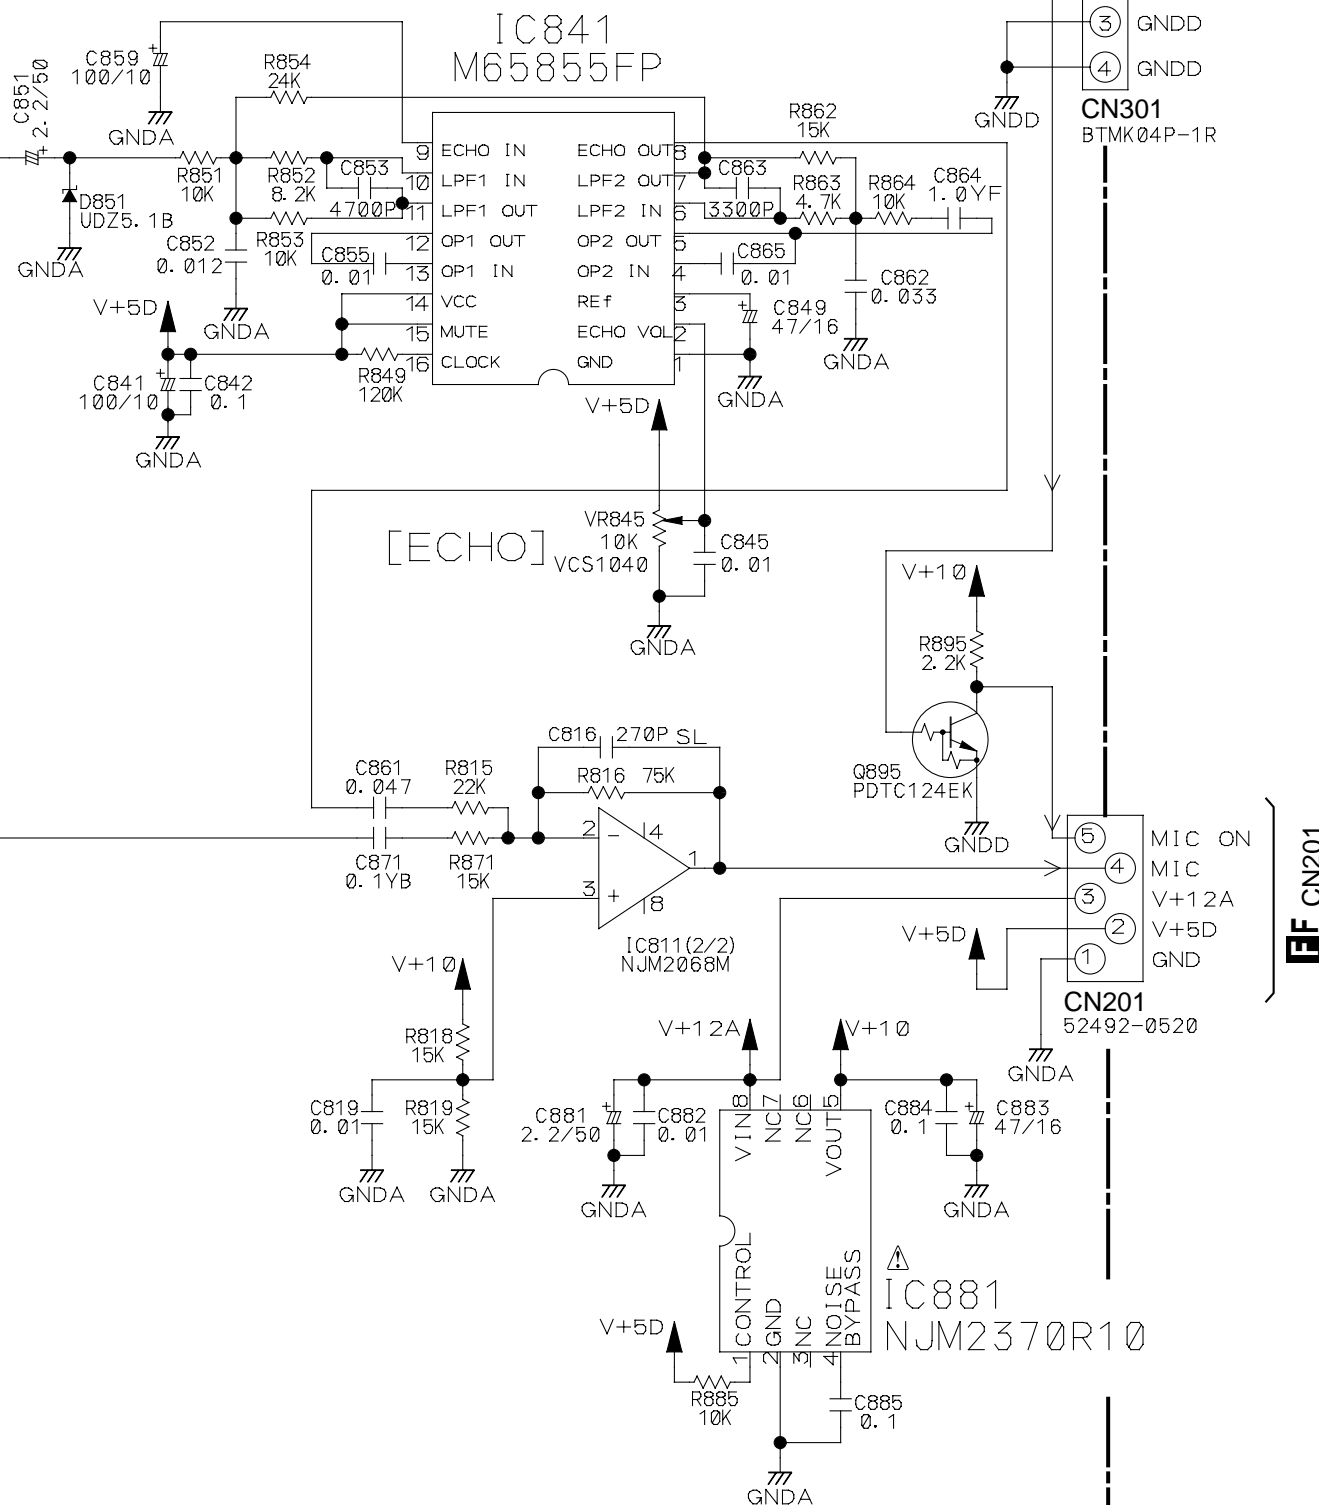 IC841
M65855FP
C859
100/10
C851
2. 2/50
R854
24K
GNDA
3
GNDD
4
GNDD
GNDD
CN301
BTMK04P-1R
R862
15K
9
ECHO IN
ECHO OUT
8
10
LPF1 IN
LPF2 OUT
7
11
LPF1 OUT
LPF2 IN
6
12
OP1 OUT
OP2 OUT
5
13
OP1 IN
OP2 IN
4
14
VCC
REf
3
15
MUTE
ECHO VOL
2
16
CLOCK
GND
1
R851
10K
R852
8. 2K
C853
4700P
D851
UDZ5. 1B
GNDA
C852
0. 012
R853
10K
C855
0. 01
GNDA
C863
3300P
R863
4. 7K
R864
10K
C864
1. 0YF
C865
0. 01
C862
0. 033
GNDA
C849
47/16
GNDA
V+5D
C841
100/10
C842
0. 1
GNDA
R849
120K
V+5D
[ECHO]
VR845
10K
VCS1040
C845
0. 01
GNDA
V+10
R895
2. 2K
Q895
PDTC124EK
GNDD
C816
270P SL
R816 75K
C861
0. 047
R815
22K
C871
0. 1YB
R871
15K
2
-
3
+
4
8
1
IC811(2/2)
NJM2068M
5
MIC ON
4
MIC
3
V+12A
2
V+5D
1
GND
CN201
52492-0520
FF CN201
V+5D
GNDA
V+10
R818
15K
C819
0. 01
R819
15K
GNDA
GNDA
V+12A
V+10
C881
2. 2/50
C882
0. 01
GNDA
C884
0. 1
C883
47/16
GNDA
8
VIN
7
NC
6
NC
5
VOUT
1
CONTROL
2
GND
3
NC
4
NOISE
BYPASS
IC881
NJM2370R10
V+5D
R885
10K
C885
0. 1
GNDA